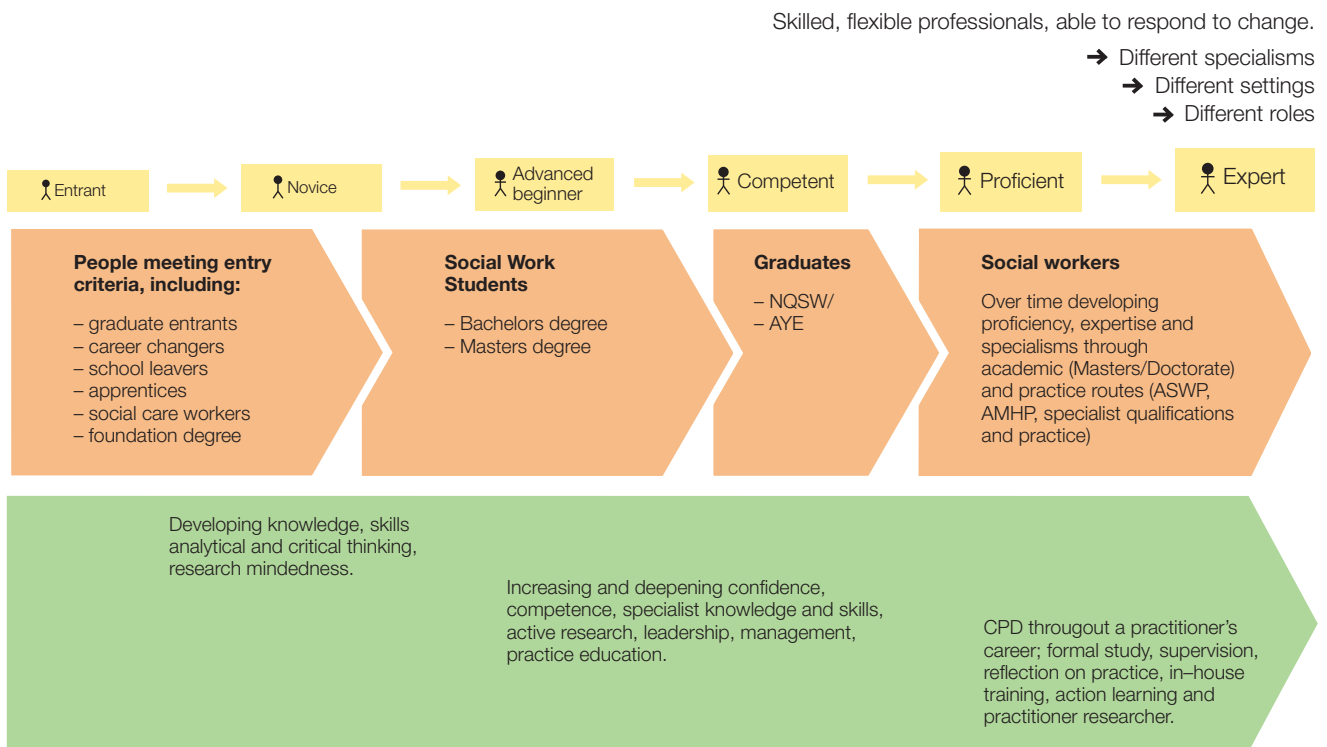 Skilled, flexible professionals, able to respond to change.
➔ Different specialisms
➔ Different settings
➔ Different roles
Entrant
Novice
Advanced
beginner
Competent
Proficient
Expert
People meeting entry
criteria, including:
– graduate entrants
– career changers
– school leavers
– apprentices
– social care workers
– foundation degree
Social Work
Students
– Bachelors degree
– Masters degree
Graduates
– NQSW/
– AYE
Social workers
Over time developing
proficiency, expertise and
specialisms through
academic (Masters/Doctorate)
and practice routes (ASWP,
AMHP, specialist qualifications
and practice)
Developing knowledge, skills
analytical and critical thinking,
research mindedness.
Increasing and deepening confidence,
competence, specialist knowledge and skills,
active research, leadership, management,
practice education.
CPD througout a practitioner's
career; formal study, supervision,
reflection on practice, in–house
training, action learning and
practitioner researcher.